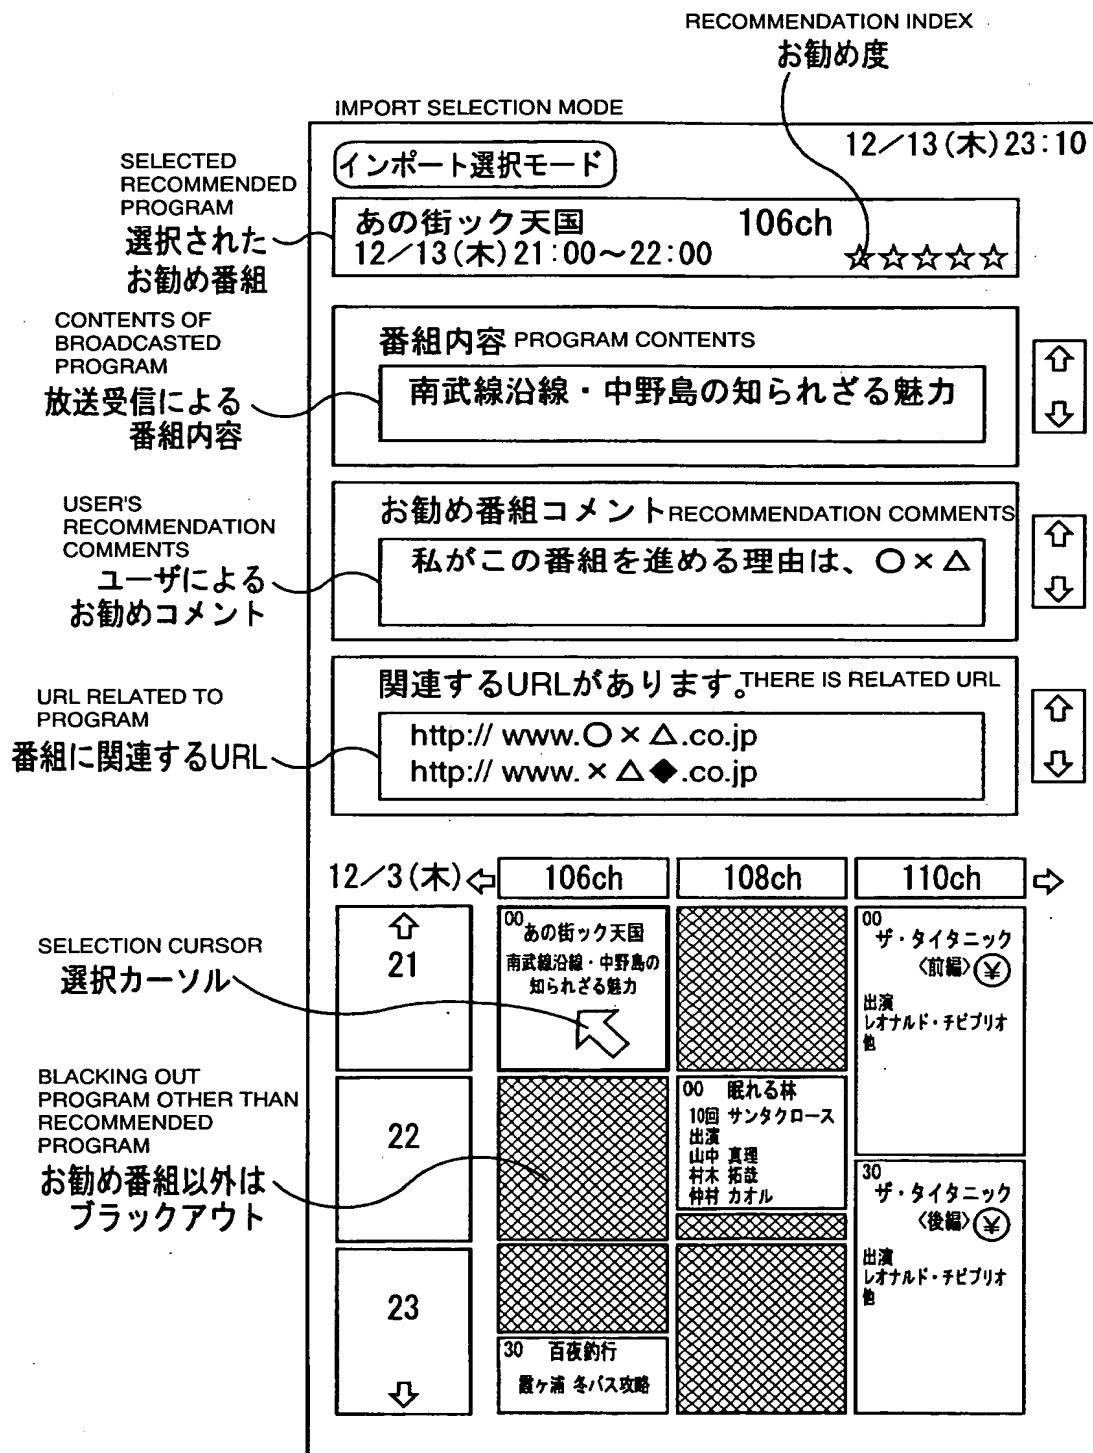 RECOMMENDATION INDEX
お勧め度
IMPORT SELECTION MODE
12／13(木)23:10
インポート選択モード
SELECTED
RECOMMENDED
PROGRAM
選択された
お勧め番組
あの街ック天国 106ch
12／13(木)21:00〜22:00 ☆☆☆☆☆
CONTENTS OF
BROADCASTED
PROGRAM
放送受信による
番組内容
番組内容 PROGRAM CONTENTS
南武線沿線・中野島の知られざる魅力
USER'S
RECOMMENDATION
COMMENTS
ユーザによる
お勧めコメント
お勧め番組コメント RECOMMENDATION COMMENTS
私がこの番組を進める理由は、○×△
URL RELATED TO
PROGRAM
番組に関連するURL
関連するURLがあります。THERE IS RELATED URL
http:// www.○×△.co.jp
http:// www.×△◆.co.jp
12／3(木) 106ch 108ch 110ch
SELECTION CURSOR
選択カーソル
BLACKING OUT
PROGRAM OTHER THAN
RECOMMENDED
PROGRAM
お勧め番組以外は
ブラックアウト
21
22
23
00
あの街ック天国
南武線沿線・中野島の
知られざる魅力
30 百夜釣行
霞ヶ浦 冬バス攻略
00 眠れる林
10回 サンタクロース
出演
山中 真理
村木 拓哉
仲村 カオル
00
ザ・タイタニック
〈前編〉¥
出演
レオナルド・チビプリオ
他
30
ザ・タイタニック
〈後編〉¥
出演
レオナルド・チビプリオ
他